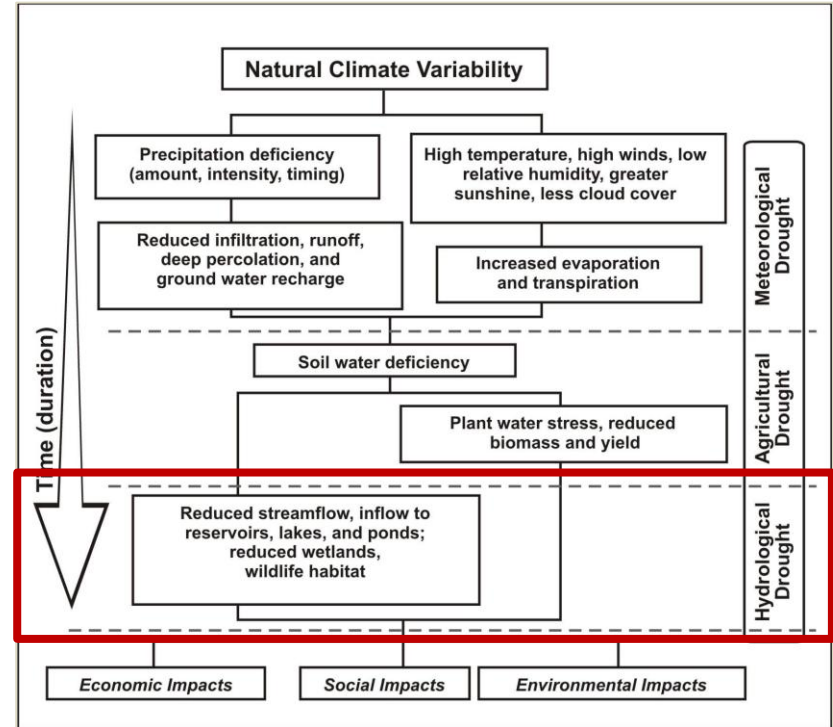 Natural Climate Variability
Precipitation deficiency
(amount, intensity, timing)
High temperature, high winds, low
relative humidity, greater
sunshine, less cloud cover
Reduced infiltration, runoff,
deep percolation, and
ground water recharge
Increased evaporation
and transpiration
Meteorological
Drought
Time (duration)
Soil water deficiency
Plant water stress, reduced
biomass and yield
Agricultural
Drought
Reduced streamflow, inflow to
reservoirs, lakes, and ponds;
reduced wetlands,
wildlife habitat
Hydrological
Drought
Economic Impacts
Social Impacts
Environmental Impacts